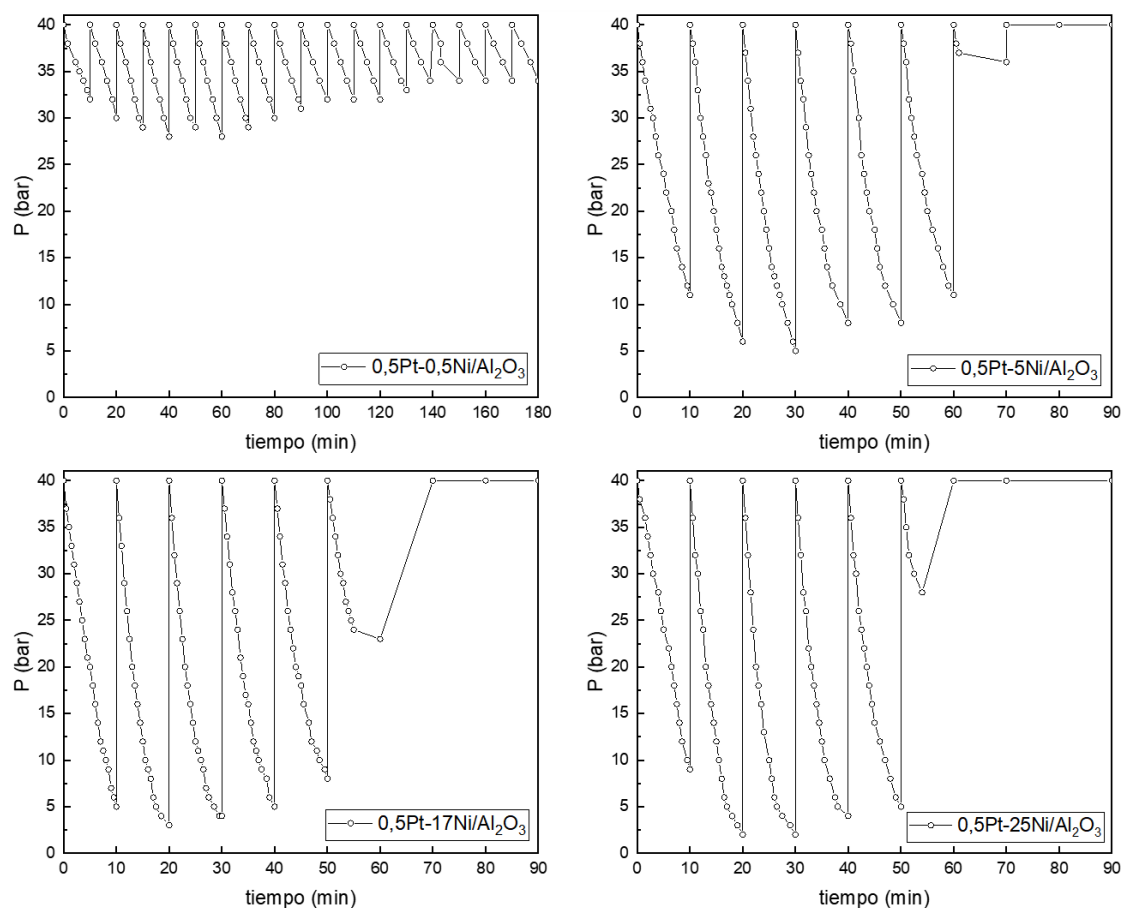 P (bar)
40
35
30
25
20
15
10
5
0
0,5Pt-0,5Ni/Al₂O₃
0 20 40 60 80 100 120 140 160 180
tiempo (min)
P (bar)
40
35
30
25
20
15
10
5
0
0,5Pt-5Ni/Al₂O₃
0 10 20 30 40 50 60 70 80 90
tiempo (min)
P (bar)
40
35
30
25
20
15
10
5
0
0,5Pt-17Ni/Al₂O₃
0 10 20 30 40 50 60 70 80 90
tiempo (min)
P (bar)
40
35
30
25
20
15
10
5
0
0,5Pt-25Ni/Al₂O₃
0 10 20 30 40 50 60 70 80 90
tiempo (min)